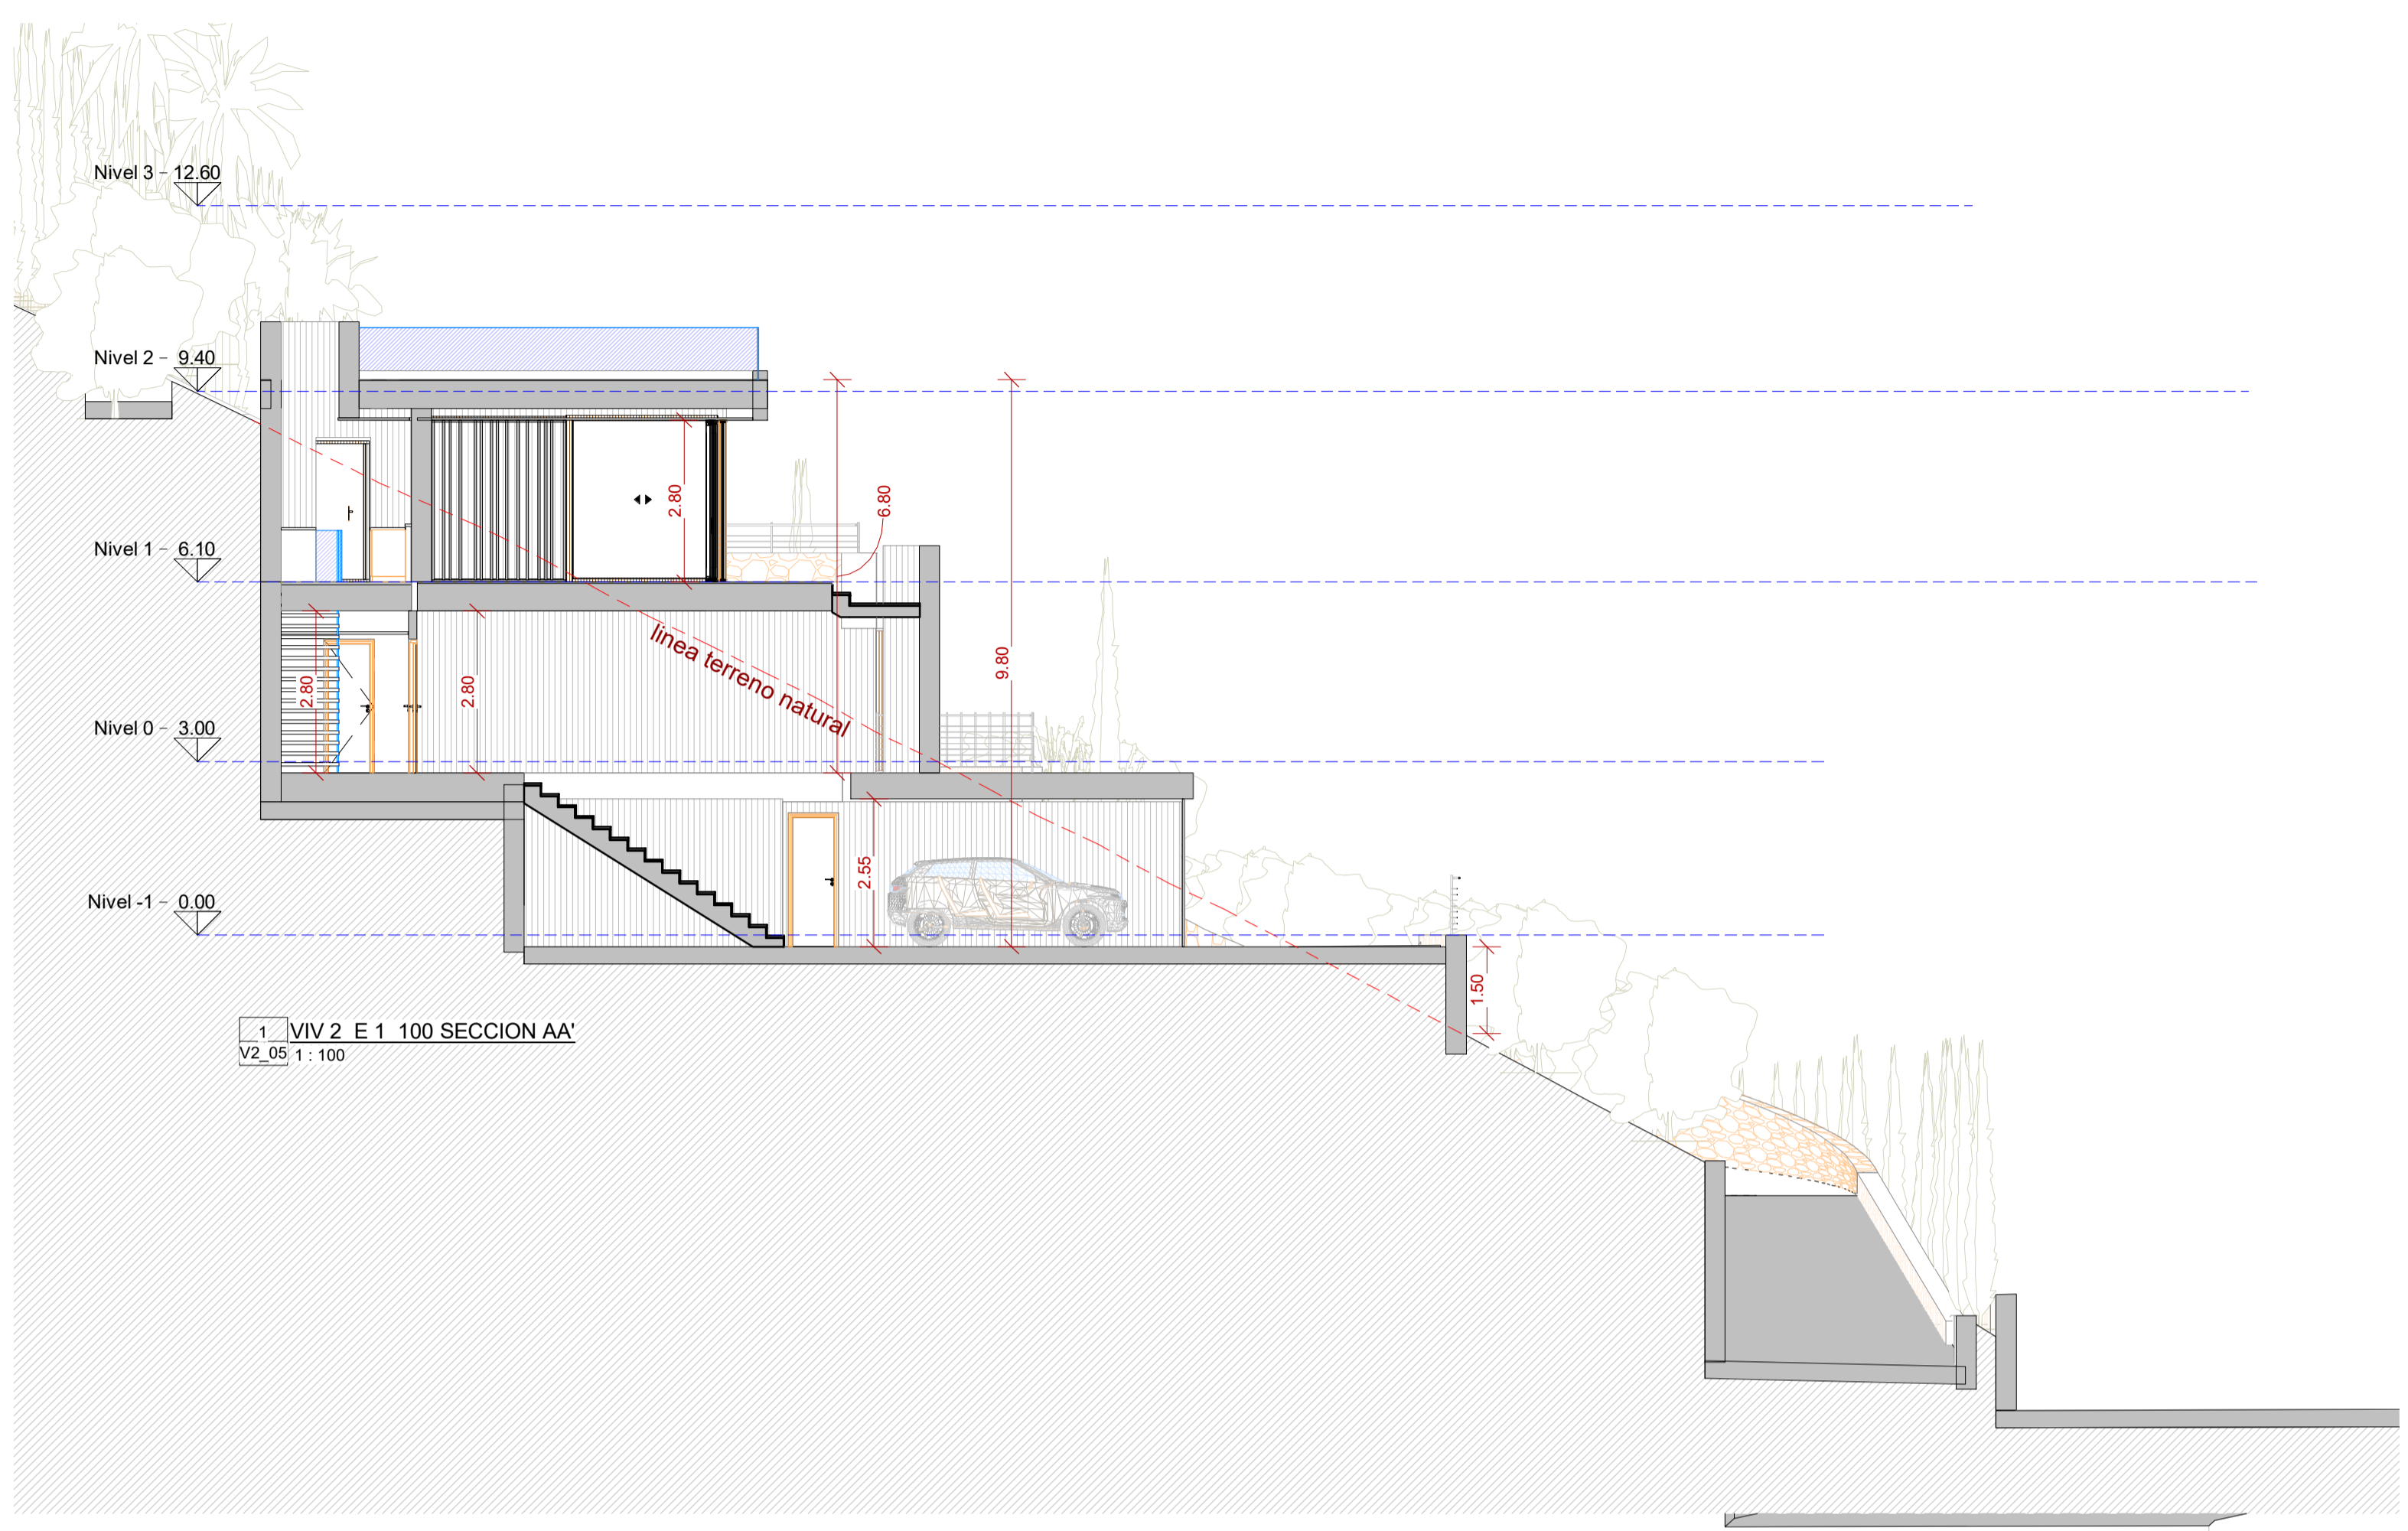 Nivel 3 - 12.60
Nivel 2 - 9.40
Nivel 1 - 6.10
2.80
6.80
linea terreno natural
9.80
2.80
2.80
Nivel 0 - 3.00
2.55
Nivel -1 - 0.00
1.50
1 VIV 2 E 1 100 SECCION AA'
V2_05 1 : 100